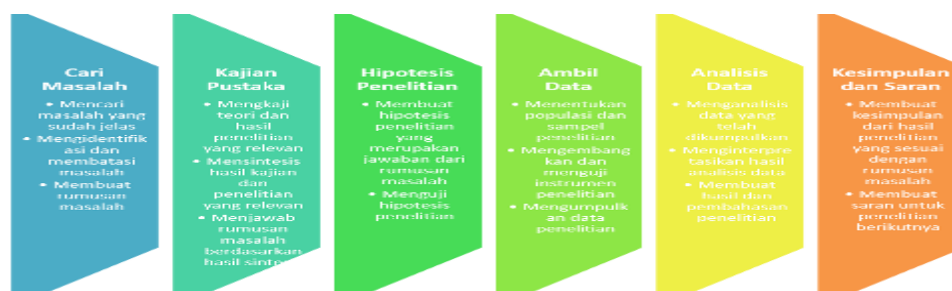 Cari
Masalah
• Mencari
masalah yang
sudah jelas
• Mengidentifik
asi dan
membatasi
masalah
• Membuat
rumusan
masalah
Kajian
Pustaka
• Mengkaji
teori dan
hasil
penelitian
yang relevan
• Mensintesis
hasil kajian
dan
penelitian
yang relevan
• Menjawab
rumusan
masalah
berdasarkan
hasil
Hipotesis
Penelitian
• Membuat
hipotesis
penelitian
yang
merupakan
jawaban dari
rumusan
masalah
• Menguji
hipotesis
penelitian
Ambil
Data
• Menentukan
populasi dan
sampel
penelitian
• Mengembang
kan dan
menguji
instrumen
penelitian
• Mengumpulk
an data
penelitian
Analisis
Data
• Menganalisis
data yang
telah
dikumpulkan
• Menginterpre
tasikan hasil
analisis data
• Membuat
hasil dan
pembahasan
penelitian
Kesimpulan
dan Saran
• Membuat
kesimpulan
dari hasil
penelitian
yang sesuai
dengan
rumusan
masalah
• Membuat
saran untuk
penelitian
berikutnya